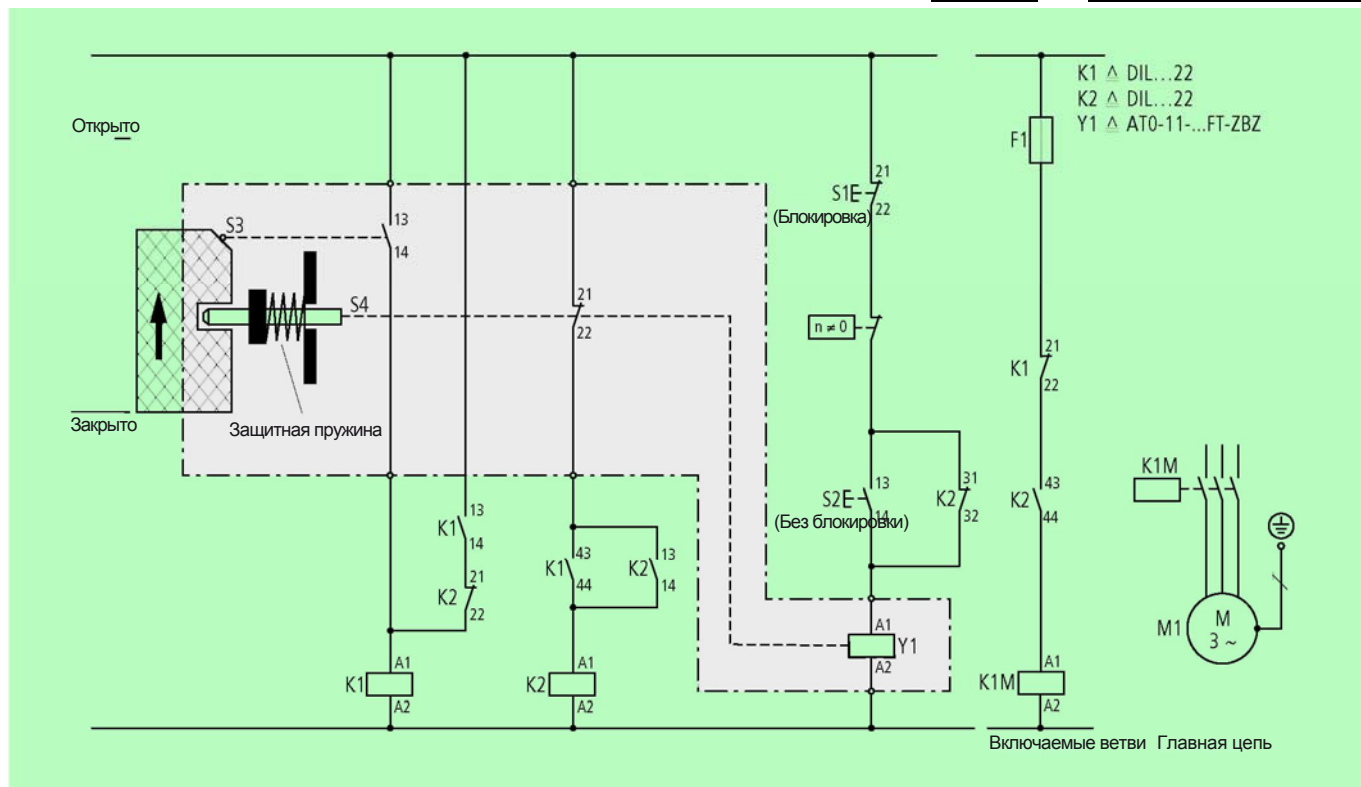 K1 ≙ DIL...22
K2 ≙ DIL...22
Y1 ≙ AT0-11-...FT-ZBZ
Открыто
F1
21
S1E
22
(Блокировка)
S3
13
14
S4
21
22
n ≠ 0
21
K1
22
Закрыто
Защитная пружина
K1M
13
K1
14
21
K2
22
43
K1
44
13
K2
14
13
S2E
14
(Без блокировки)
31
K2
32
43
K2
44
M1
M
3 ~
A1
Y1
A2
A1
K1
A2
A1
K2
A2
A1
K1M
A2
Включаемые ветви Главная цепь